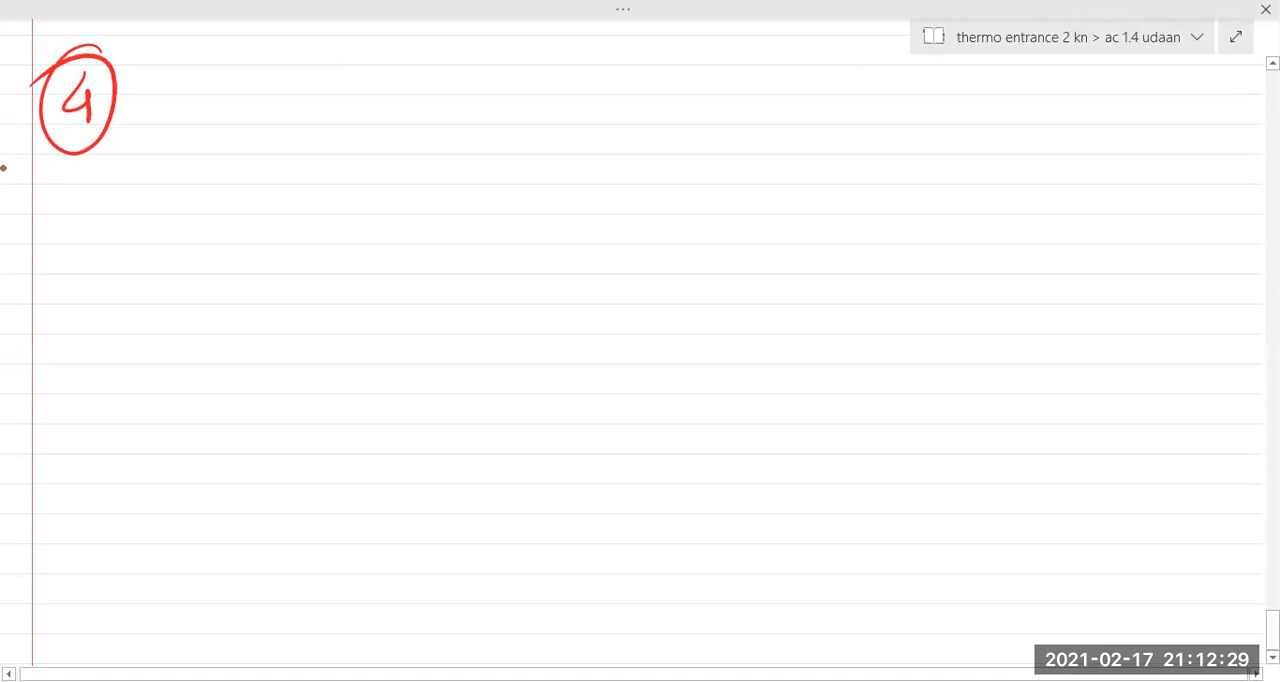 ...
thermo entrance 2 kn > ac 1.4 udaan
4
2021-02-17 21:12:29